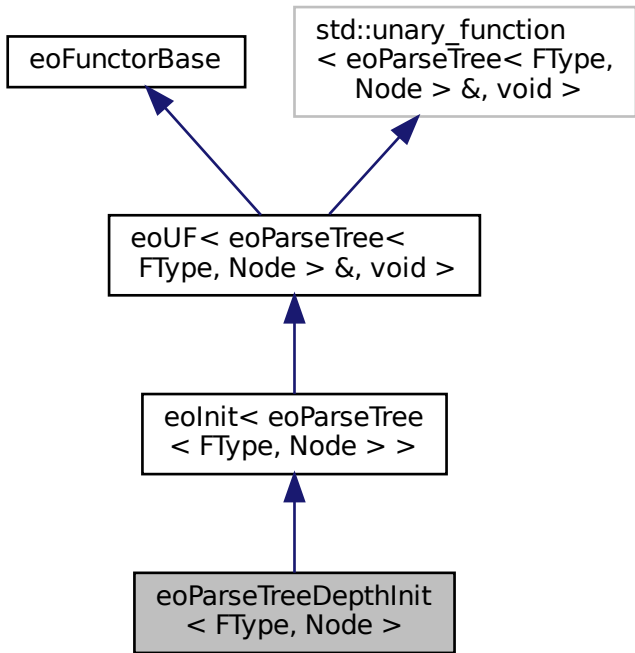 eoFunctorBase
std::unary_function
< eoParseTree< FType,
Node > &, void >
eoUF< eoParseTree<
FType, Node > &, void >
eoInit< eoParseTree
< FType, Node > >
eoParseTreeDepthInit
< FType, Node >